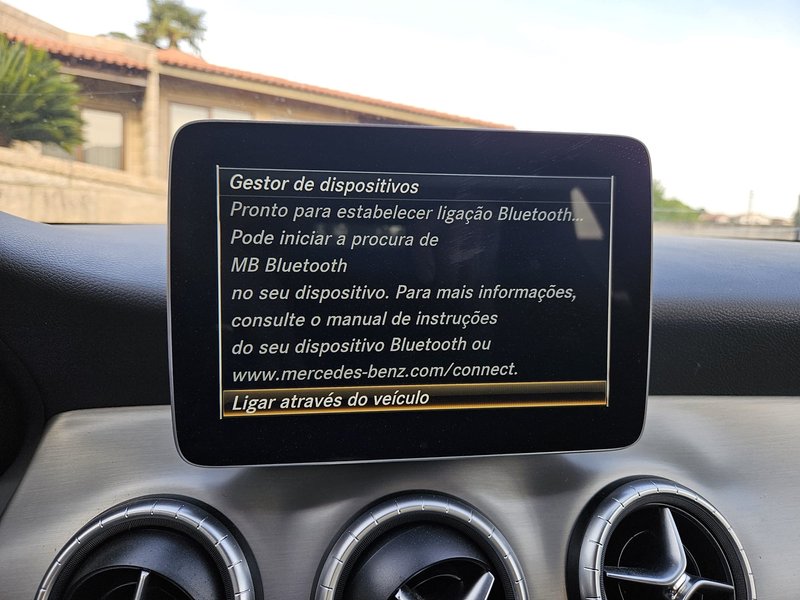 Gestor de dispositivos
Pronto para estabelecer ligação Bluetooth...
Pode iniciar a procura de
MB Bluetooth
no seu dispositivo. Para mais informações,
consulte o manual de instruções
do seu dispositivo Bluetooth ou
www.mercedes-benz.com/connect.
Ligar através do veículo